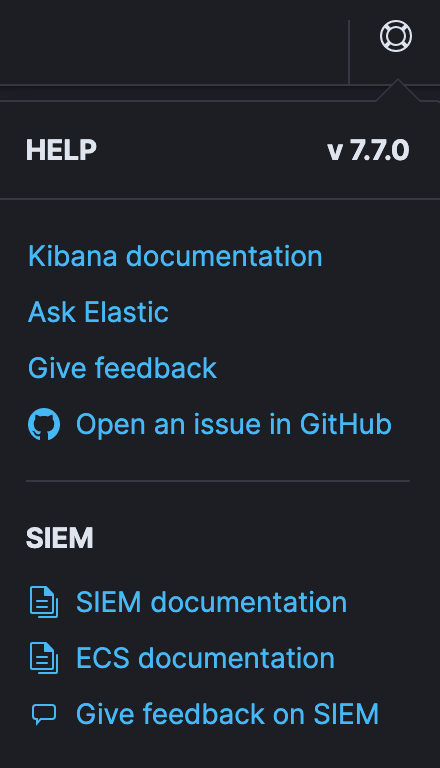 HELP v 7.7.0
Kibana documentation
Ask Elastic
Give feedback
Open an issue in GitHub
SIEM
SIEM documentation
ECS documentation
Give feedback on SIEM